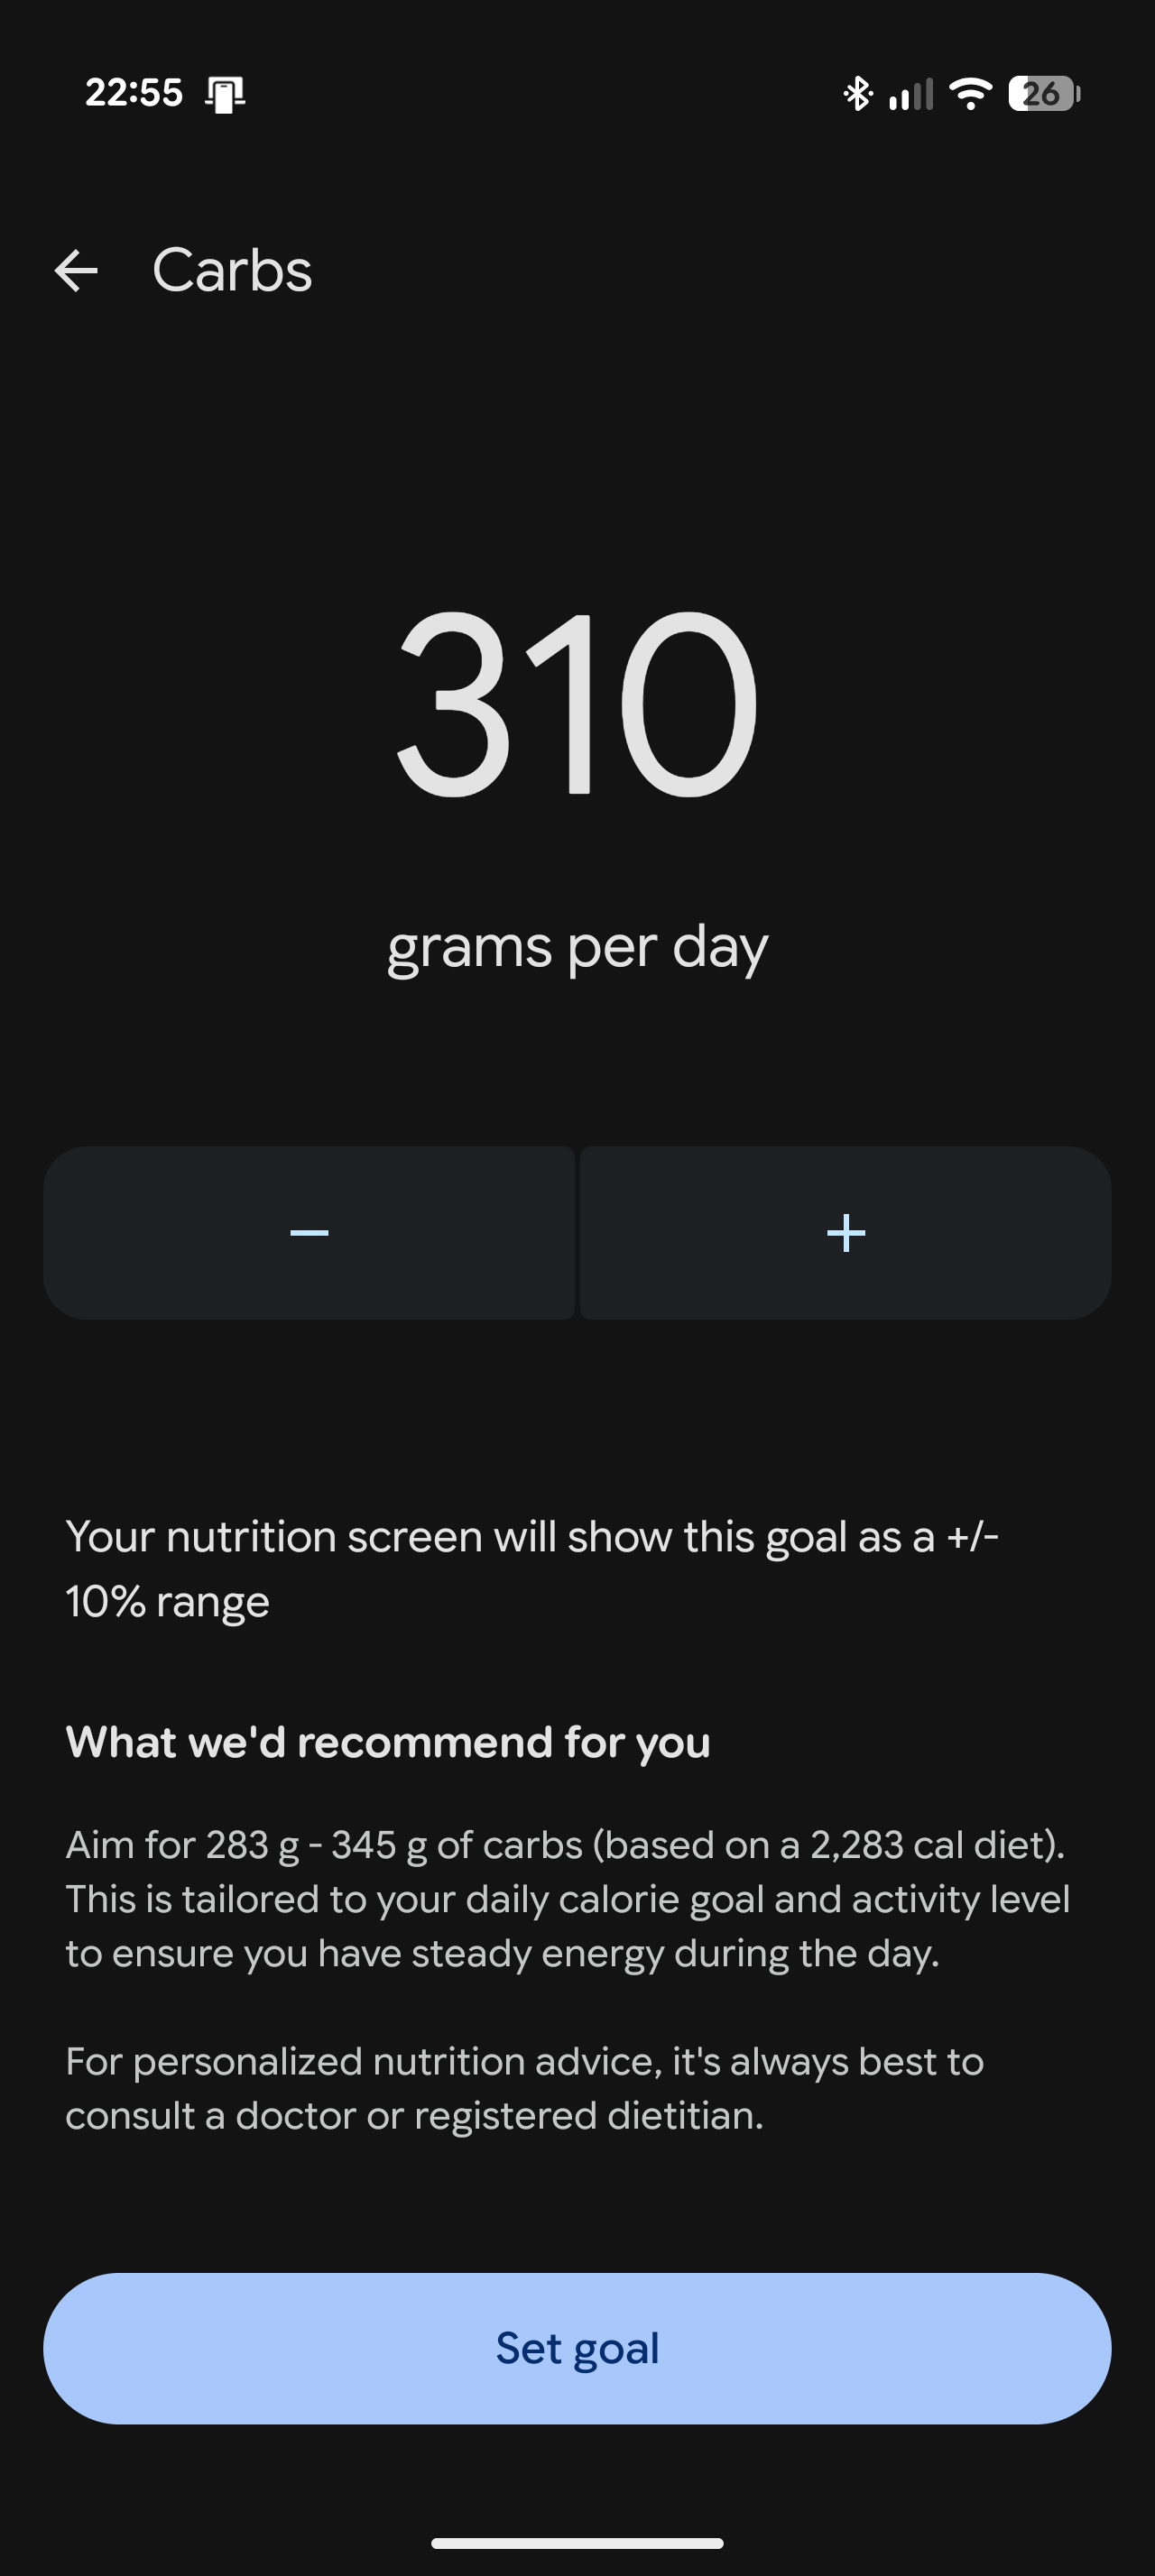 22:55
26
Carbs
310
grams per day
Your nutrition screen will show this goal as a +/-
10% range
What we'd recommend for you
Aim for 283 g - 345 g of carbs (based on a 2,283 cal diet).
This is tailored to your daily calorie goal and activity level
to ensure you have steady energy during the day.
For personalized nutrition advice, it's always best to
consult a doctor or registered dietitian.
Set goal